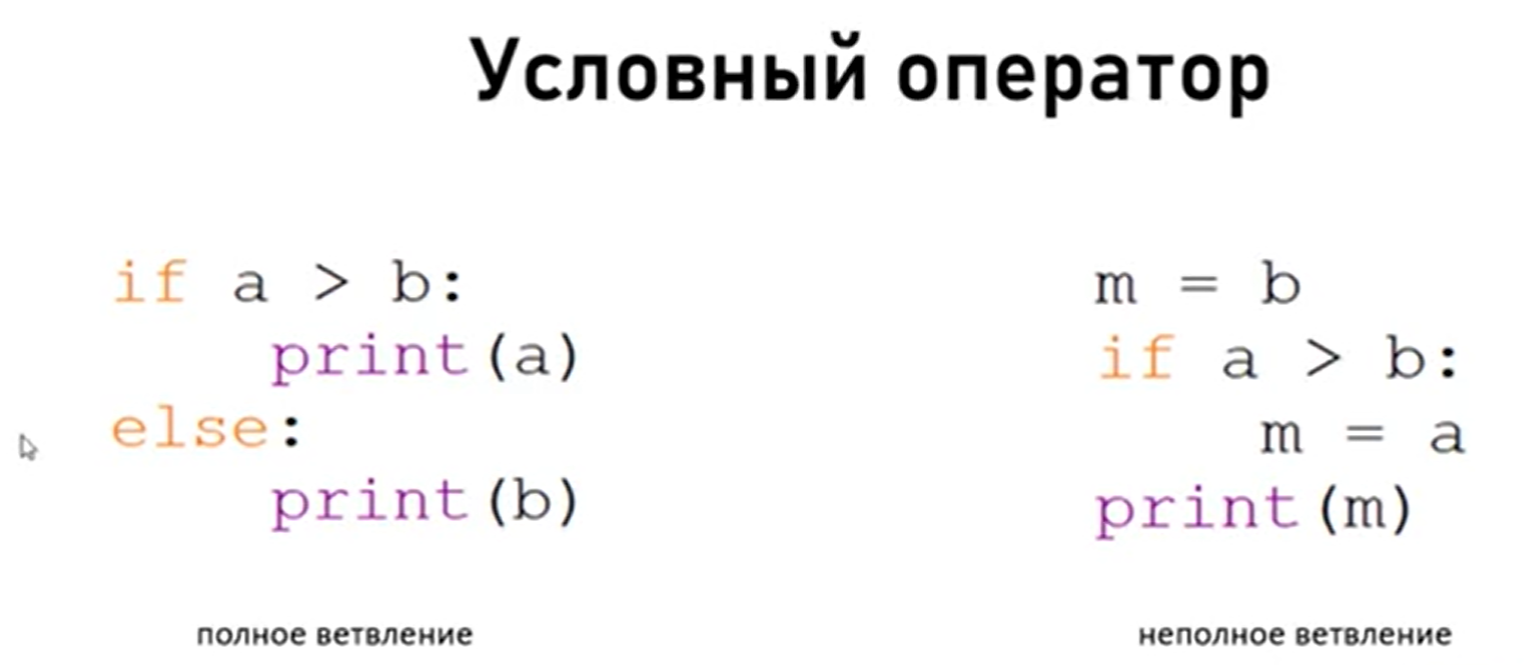 Условный оператор
if a > b:
    print(a)
else:
    print(b)
полное ветвление
m = b
if a > b:
    m = a
print(m)
неполное ветвление